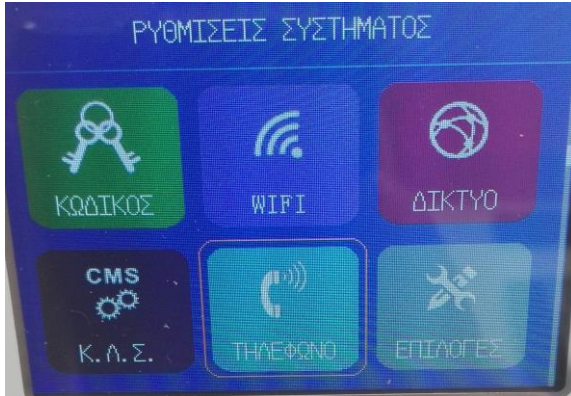 ΡΥΘΜΙΣΕΙΣ ΣΥΣΤΗΜΑΤΟΣ
ΚΩΔΙΚΟΣ
WIFI
ΔΙΚΤΥΟ
CMS
Κ.Λ.Σ.
ΤΗΛΕΦΩΝΟ
ΕΠΙΛΟΓΕΣ